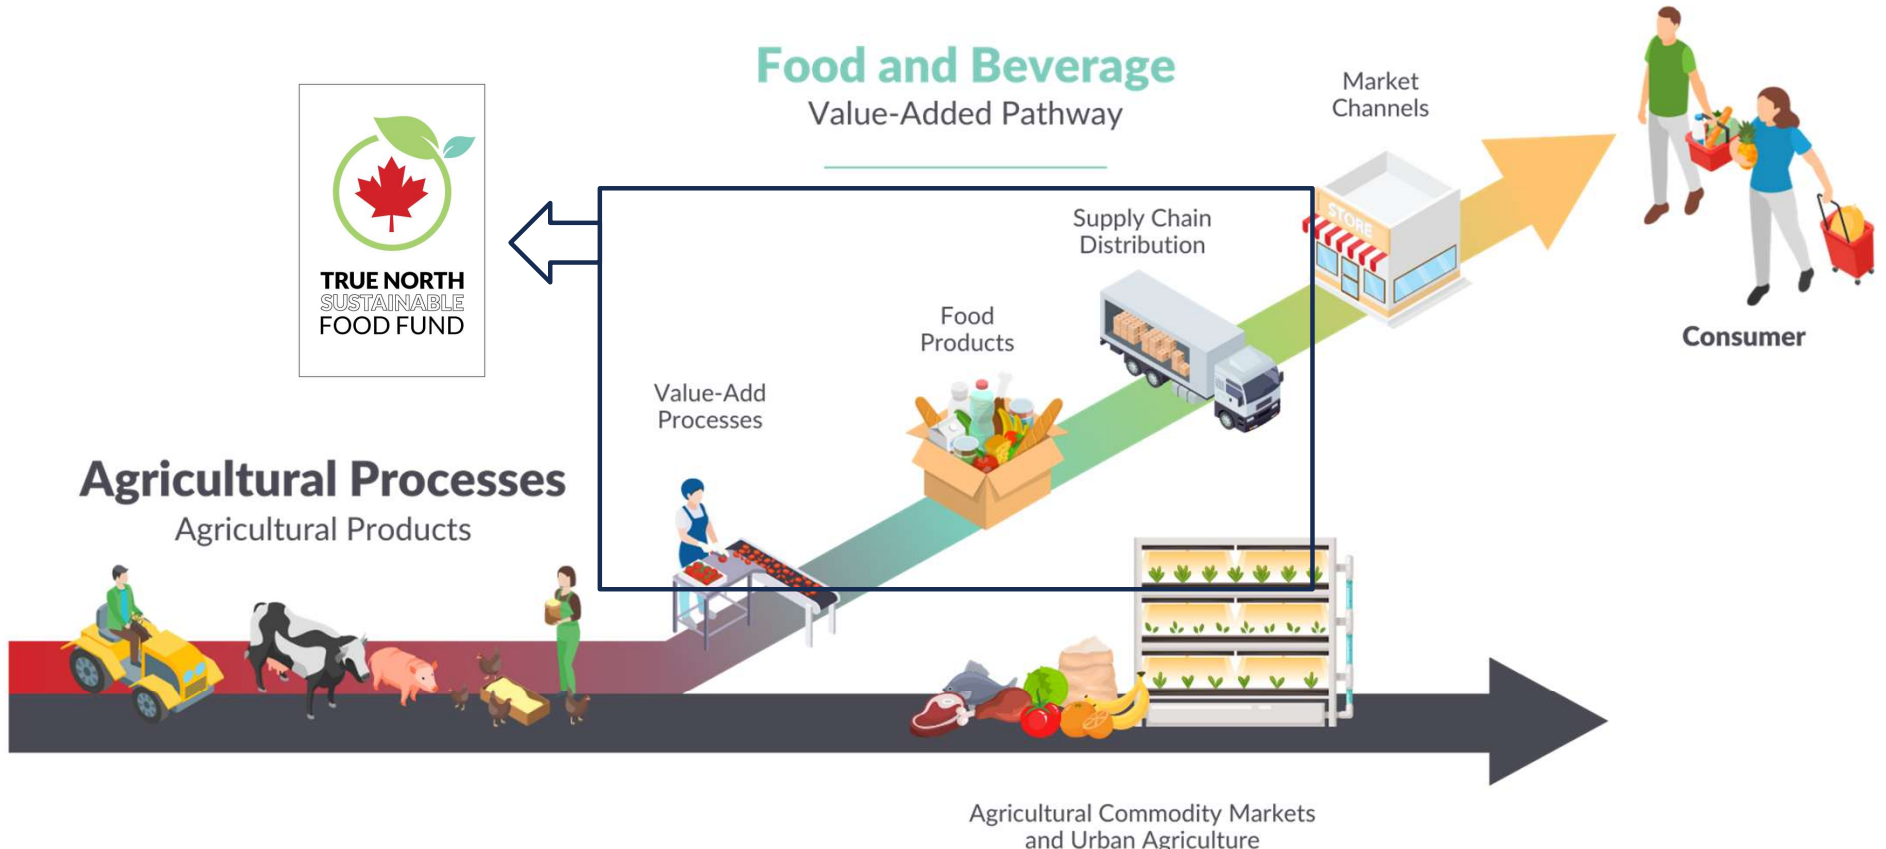 Food and Beverage
Value-Added Pathway
Market
Channels
STORE
Supply Chain
Distribution
TRUE NORTH
SUSTAINABLE
FOOD FUND
Food
Products
Consumer
Value-Add
Processes
Agricultural Processes
Agricultural Products
Agricultural Commodity Markets
and Urban Agriculture